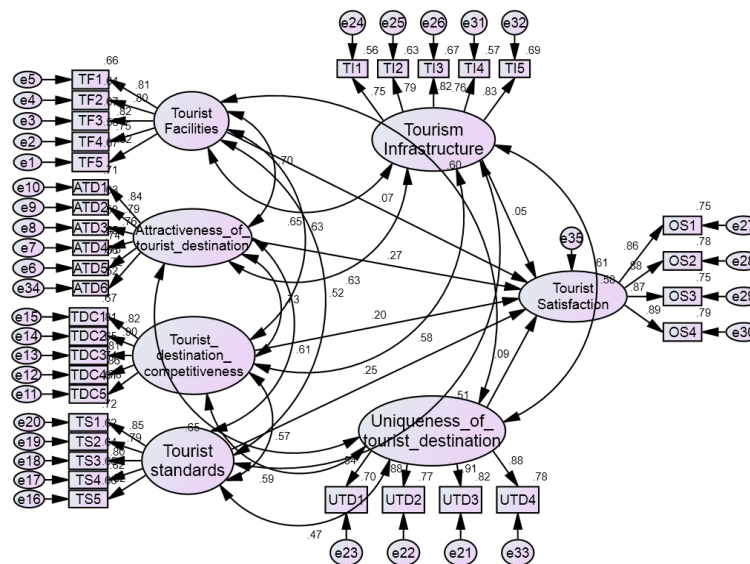 e24 e25 e26 e31 e32
.56 .63 .67 .57 .69
TI1 TI2 TI3 TI4 TI5
.75 .79 .82 .76 .83
Tourism
Infrastructure
.66
e5 TF1 .81
e4 TF2 .80
e3 TF3 .82
e2 TF4 .75
e1 TF5
Tourist
Facilities
.71
e10 ATD1 .84
e9 ATD2 .79
e8 ATD3 .76
e7 ATD4 .74
e6 ATD5
e34 ATD6
Attractiveness_of_
tourist_destination
.67
e15 TDC1 .82
e14 TDC2 .90
e13 TDC3 .81
e12 TDC4
e11 TDC5
Tourist_
destination_
competitiveness
.72
e20 TS1 .85
e19 TS2 .79
e18 TS3 .80
e17 TS4
e16 TS5
Tourist
standards
.70
.60
.07
.05
.65
.63
.27
.63
.52
.61
.58
.20
.58
.61
.25
.09
.51
.65
.57
.59
.47
e35
Tourist
Satisfaction
.75
.86 OS1
.78
.88 OS2
.75
.87 OS3
.79
.89 OS4
Uniqueness_of_
tourist_destination
.70 .88 .77 .91 .82 .88 .78
UTD1 UTD2 UTD3 UTD4
e23 e22 e21 e33